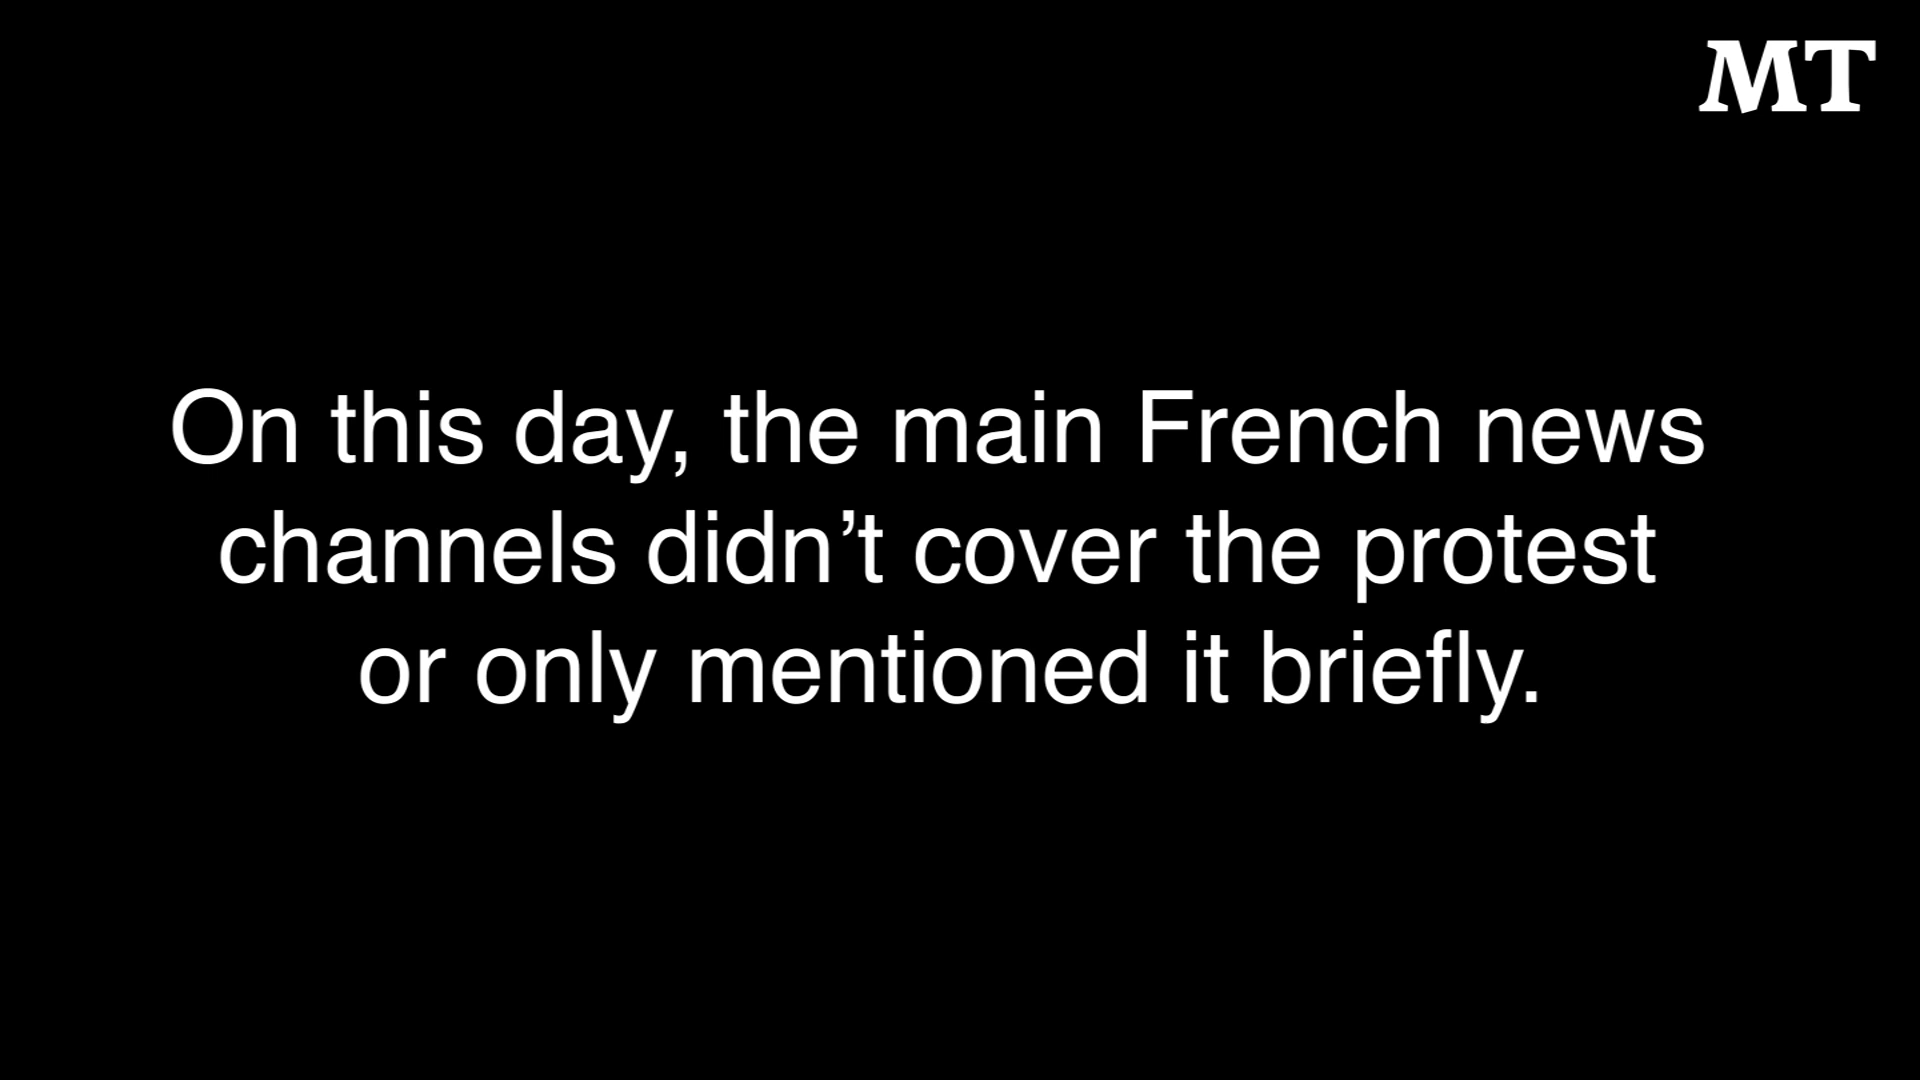 MT
On this day, the main French news
channels didn’t cover the protest
or only mentioned it briefly.